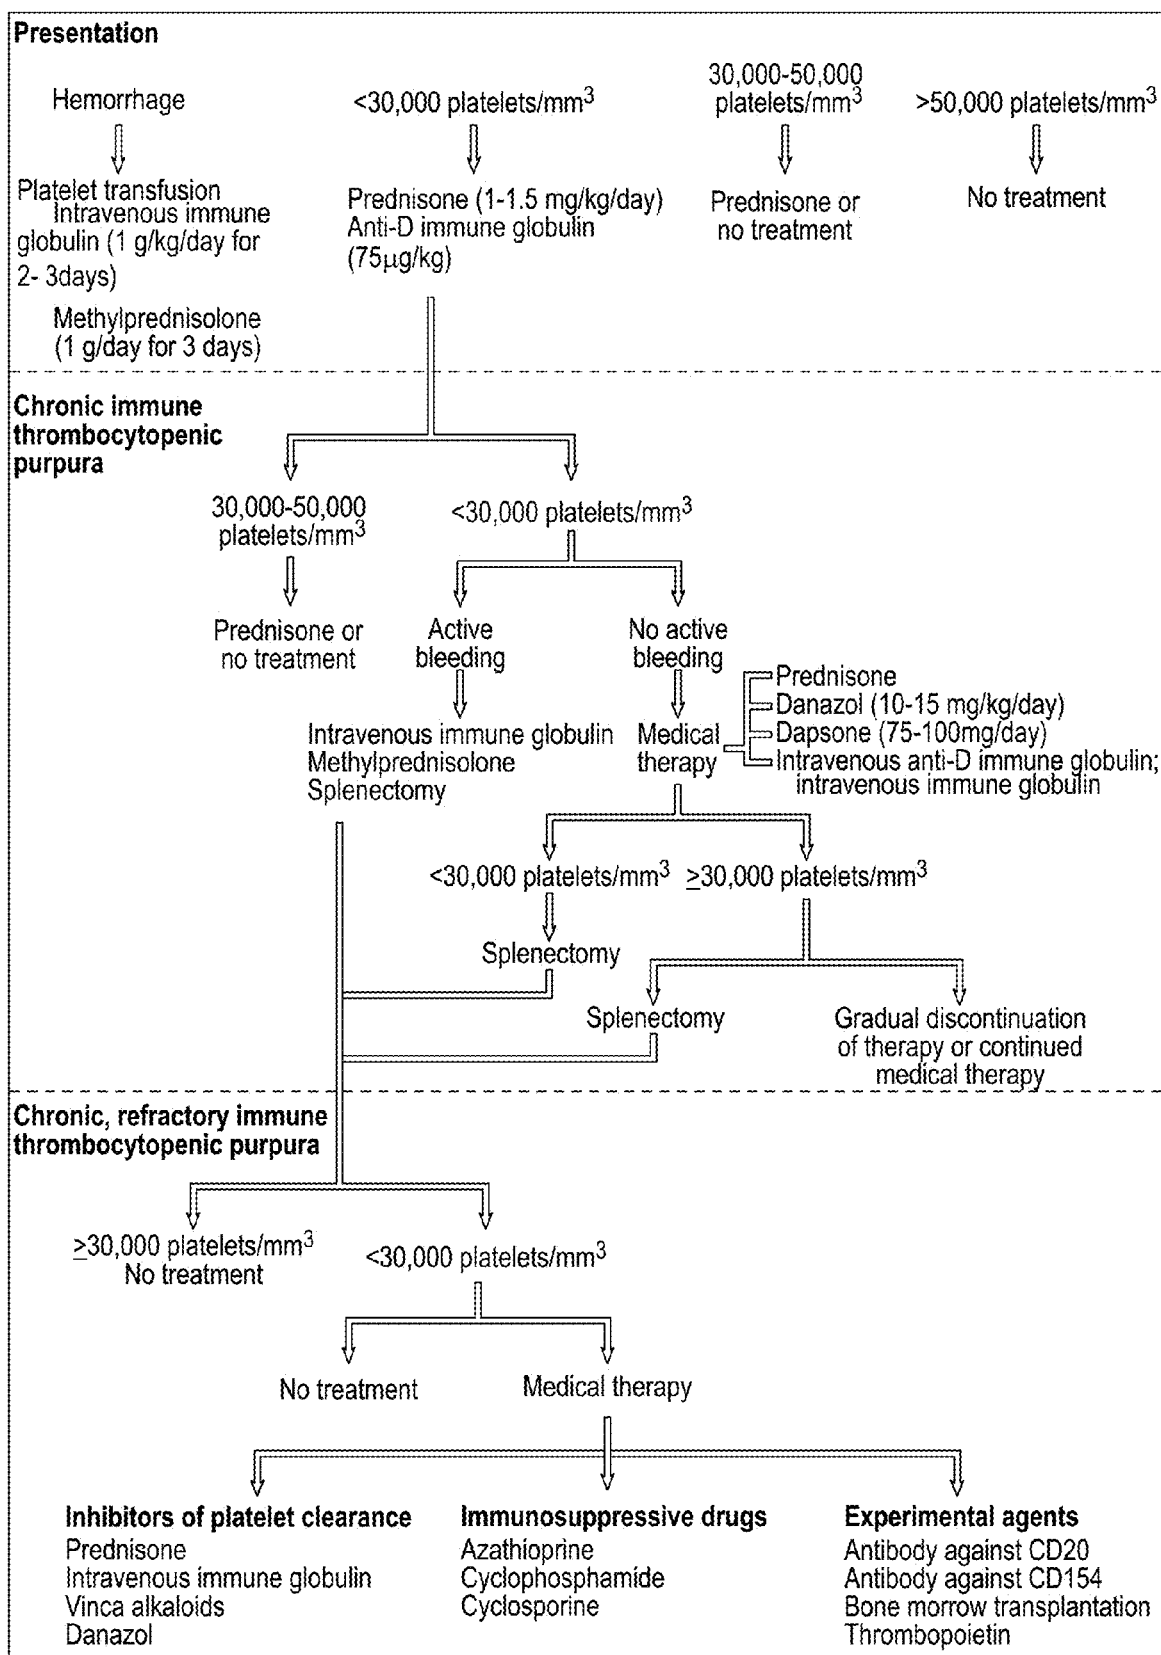 Presentation
Hemorrhage
<30,000 platelets/mm3
30,000-50,000
platelets/mm3
>50,000 platelets/mm3
Platelet transfusion
Intravenous immune
globulin (1 g/kg/day for
2- 3days)
Methylprednisolone
(1 g/day for 3 days)
Prednisone (1-1.5 mg/kg/day)
Anti-D immune globulin
(75µg/kg)
Prednisone or
no treatment
No treatment
Chronic immune
thrombocytopenic
purpura
30,000-50,000
platelets/mm3
<30,000 platelets/mm3
Prednisone or
no treatment
Active
bleeding
No active
bleeding
Intravenous immune globulin
Methylprednisolone
Splenectomy
Medical
therapy
Prednisone
Danazol (10-15 mg/kg/day)
Dapsone (75-100mg/day)
Intravenous anti-D immune globulin;
intravenous immune globulin
<30,000 platelets/mm3
≥30,000 platelets/mm3
Splenectomy
Splenectomy
Gradual discontinuation
of therapy or continued
medical therapy
Chronic, refractory immune
thrombocytopenic purpura
≥30,000 platelets/mm3
No treatment
<30,000 platelets/mm3
No treatment
Medical therapy
Inhibitors of platelet clearance
Prednisone
Intravenous immune globulin
Vinca alkaloids
Danazol
Immunosuppressive drugs
Azathioprine
Cyclophosphamide
Cyclosporine
Experimental agents
Antibody against CD20
Antibody against CD154
Bone morrow transplantation
Thrombopoietin